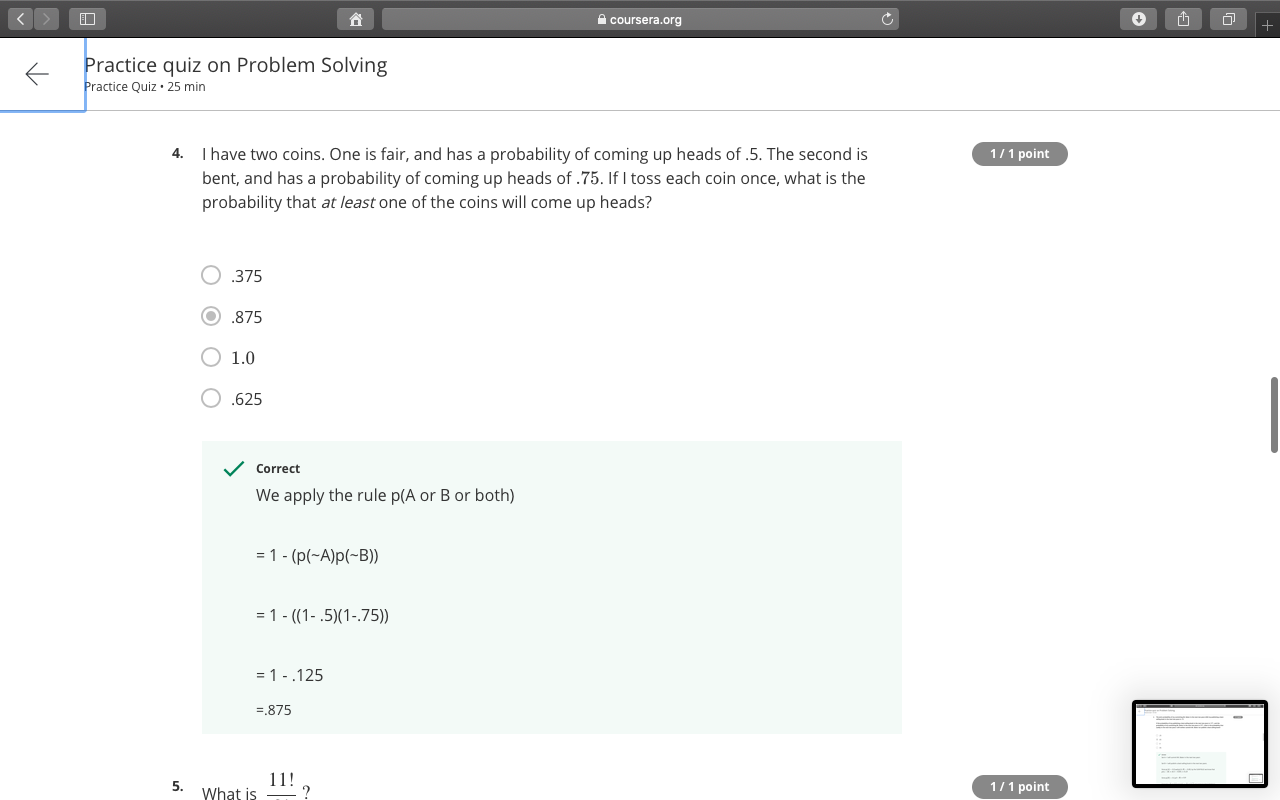 coursera.org
Practice quiz on Problem Solving
Practice Quiz • 25 min
4. I have two coins. One is fair, and has a probability of coming up heads of .5. The second is
bent, and has a probability of coming up heads of .75. If I toss each coin once, what is the
probability that at least one of the coins will come up heads?
1 / 1 point
.375
.875
1.0
.625
Correct
We apply the rule p(A or B or both)
= 1 - (p(~A)p(~B))
= 1 - ((1- .5)(1-.75))
= 1 - .125
=.875
5. What is 11! ?
1 / 1 point